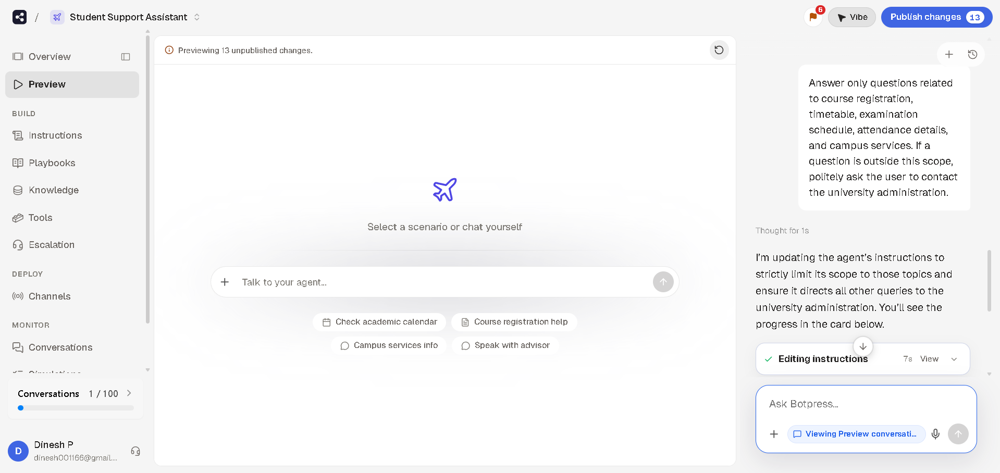 / Student Support Assistant
6
Vibe
Publish changes 13
Overview
Preview
BUILD
Instructions
Playbooks
Knowledge
Tools
Escalation
DEPLOY
Channels
MONITOR
Conversations
Simulations
Conversations 1 / 100
D
Dinesh P
dinesh001166@gmail....
Previewing 13 unpublished changes.
Select a scenario or chat yourself
Talk to your agent...
Check academic calendar
Course registration help
Campus services info
Speak with advisor
Answer only questions related
to course registration,
timetable, examination
schedule, attendance details,
and campus services. If a
question is outside this scope,
politely ask the user to contact
the university administration.
Thought for 1s
I'm updating the agent's instructions to
strictly limit its scope to those topics and
ensure it directs all other queries to the
university administration. You'll see the
progress in the card below.
Editing instructions 7s View
Ask Botpress...
Viewing Preview conversati...